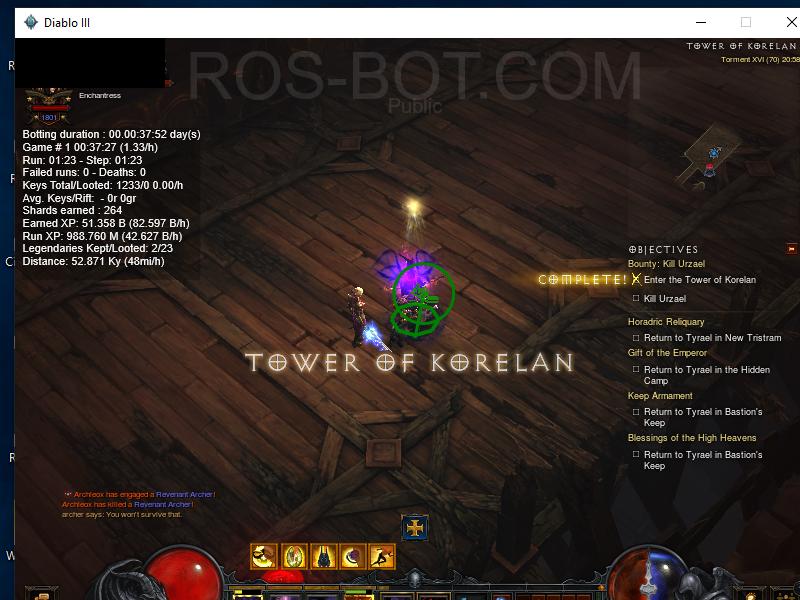 Diablo III
ROS-BOT.COM
Public
TOWER OF KORELAN
Torment XVI (70) 20:58
Enchantress
1801
Botting duration : 00.00:37:52 day(s)
Game # 1 00:37:27 (1.33/h)
Run: 01:23 - Step: 01:23
Failed runs: 0 - Deaths: 0
Keys Total/Looted: 1233/0 0.00/h
Avg. Keys/Rift: - 0r 0gr
Shards earned : 264
Earned XP: 51.358 B (82.597 B/h)
Run XP: 988.760 M (42.627 B/h)
Legendaries Kept/Looted: 2/23
Distance: 52.871 Ky (48mi/h)
OBJECTIVES
Bounty: Kill Urzael
COMPLETE! Enter the Tower of Korelan
Kill Urzael
Horadric Reliquary
Return to Tyrael in New Tristram
Gift of the Emperor
Return to Tyrael in the Hidden
Camp
Keep Armament
Return to Tyrael in Bastion's
Keep
Blessings of the High Heavens
Return to Tyrael in Bastion's
Keep
TOWER OF KORELAN
Archleox has engaged a Revenant Archer!
Archleox has killed a Revenant Archer!
archer says: You won't survive that.